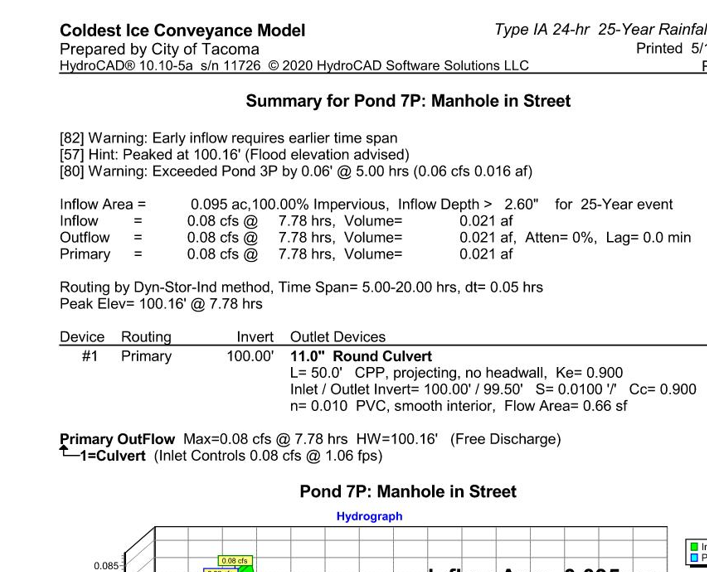 Coldest Ice Conveyance Model
Type IA 24-hr 25-Year Rainfal
Prepared by City of Tacoma
Printed 5/
HydroCAD® 10.10-5a s/n 11726 © 2020 HydroCAD Software Solutions LLC
Summary for Pond 7P: Manhole in Street
[82] Warning: Early inflow requires earlier time span
[57] Hint: Peaked at 100.16' (Flood elevation advised)
[80] Warning: Exceeded Pond 3P by 0.06' @ 5.00 hrs (0.06 cfs 0.016 af)
Inflow Area = 0.095 ac,100.00% Impervious, Inflow Depth > 2.60" for 25-Year event
Inflow = 0.08 cfs @ 7.78 hrs, Volume= 0.021 af
Outflow = 0.08 cfs @ 7.78 hrs, Volume= 0.021 af, Atten= 0%, Lag= 0.0 min
Primary = 0.08 cfs @ 7.78 hrs, Volume= 0.021 af
Routing by Dyn-Stor-Ind method, Time Span= 5.00-20.00 hrs, dt= 0.05 hrs
Peak Elev= 100.16' @ 7.78 hrs
Device Routing Invert Outlet Devices
#1 Primary 100.00' 11.0" Round Culvert
L= 50.0' CPP, projecting, no headwall, Ke= 0.900
Inlet / Outlet Invert= 100.00' / 99.50' S= 0.0100 '/' Cc= 0.900
n= 0.010 PVC, smooth interior, Flow Area= 0.66 sf
Primary OutFlow Max=0.08 cfs @ 7.78 hrs HW=100.16' (Free Discharge)
1=Culvert (Inlet Controls 0.08 cfs @ 1.06 fps)
Pond 7P: Manhole in Street
Hydrograph
0.08 cfs
0.085